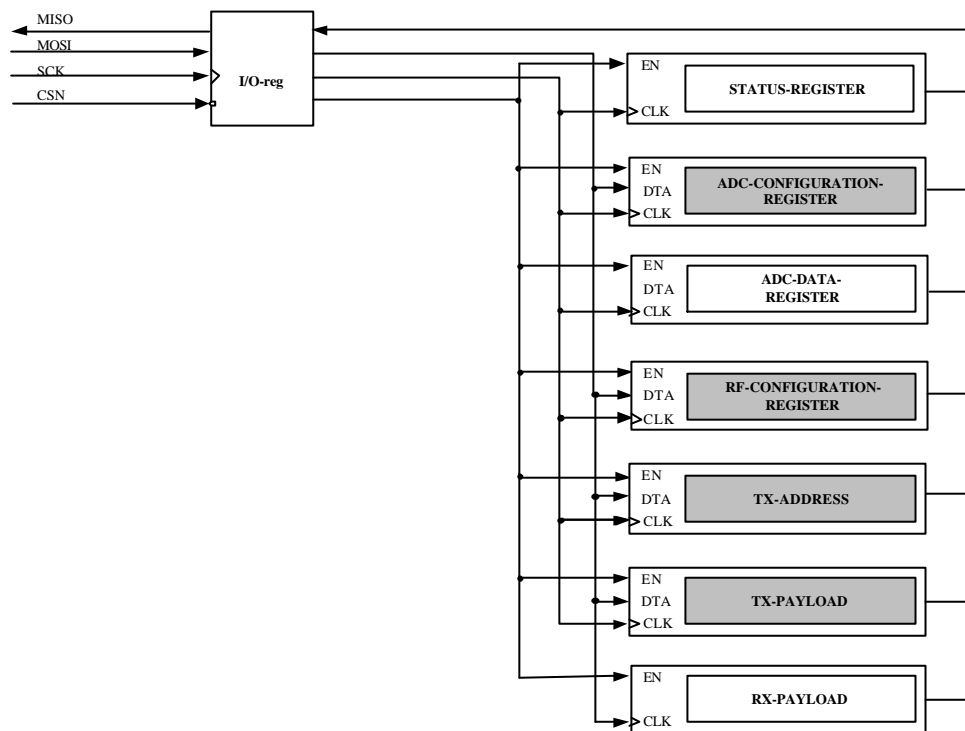 MISO
MOSI
SCK
CSN
I/O-reg
EN
STATUS-REGISTER
CLK
EN
DTA
CLK
ADC-CONFIGURATION-
REGISTER
EN
DTA
CLK
ADC-DATA-
REGISTER
EN
DTA
CLK
RF-CONFIGURATION-
REGISTER
EN
DTA
CLK
TX-ADDRESS
EN
DTA
CLK
TX-PAYLOAD
EN
RX-PAYLOAD
CLK